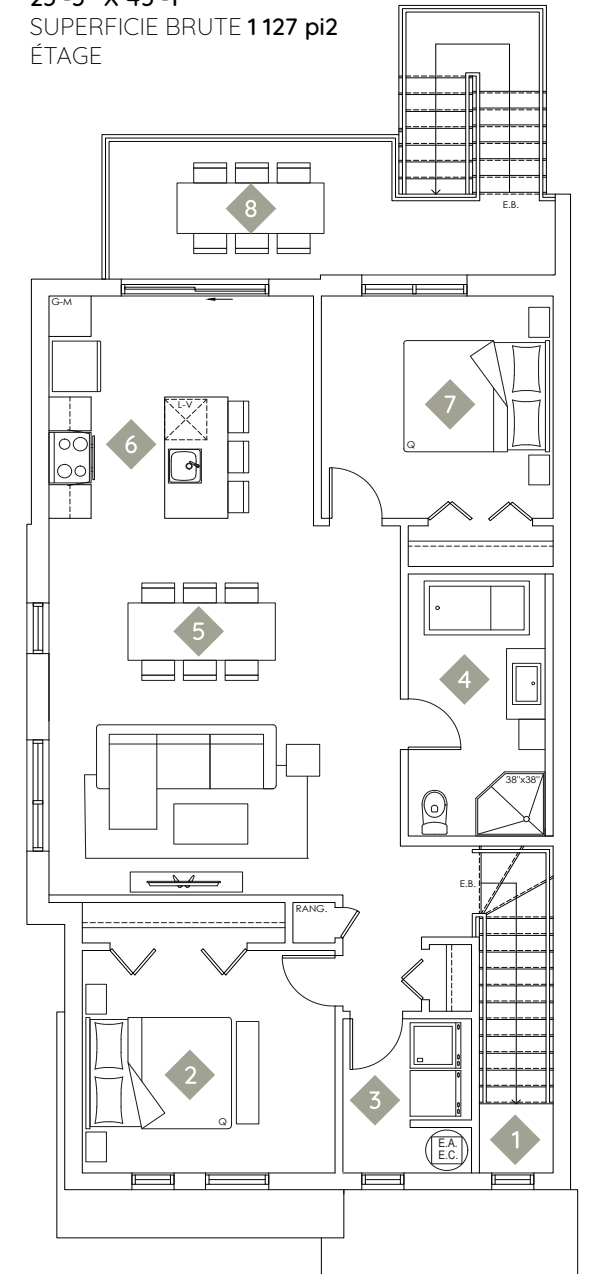 SUPERFICIE BRUTE 1 127 pi2
ÉTAGE
E.B.
8
G-M
L-V
7
6
Q
5
4
38"x38"
E.B.
RANG.
2
3
Q
E.A.
E.C.
1